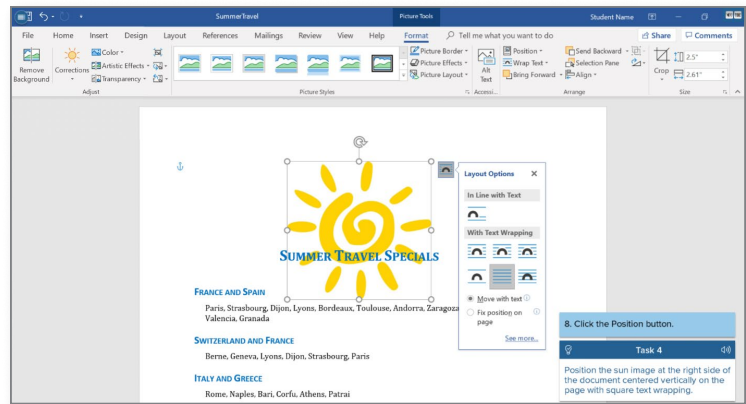 SummerTravel
Picture Tools
Student Name
File Home Insert Design Layout References Mailings Review View Help Format Tell me what you want to do Share Comments
Remove Background
Corrections
Color
Artistic Effects
Transparency
Adjust
Picture Styles
Picture Border
Picture Effects
Picture Layout
Alt Text
Accessi...
Position
Wrap Text
Bring Forward
Send Backward
Selection Pane
Align
Arrange
Crop
2.5"
2.61"
Size
Layout Options
In Line with Text
With Text Wrapping
Move with text
Fix position on page
See more...
SUMMER TRAVEL SPECIALS
FRANCE AND SPAIN
Paris, Strasbourg, Dijon, Lyons, Bordeaux, Toulouse, Andorra, Zaragoza
Valencia, Granada
SWITZERLAND AND FRANCE
Berne, Geneva, Lyons, Dijon, Strasbourg, Paris
ITALY AND GREECE
Rome, Naples, Bari, Corfu, Athens, Patrai
8. Click the Position button.
Task 4
Position the sun image at the right side of
the document centered vertically on the
page with square text wrapping.